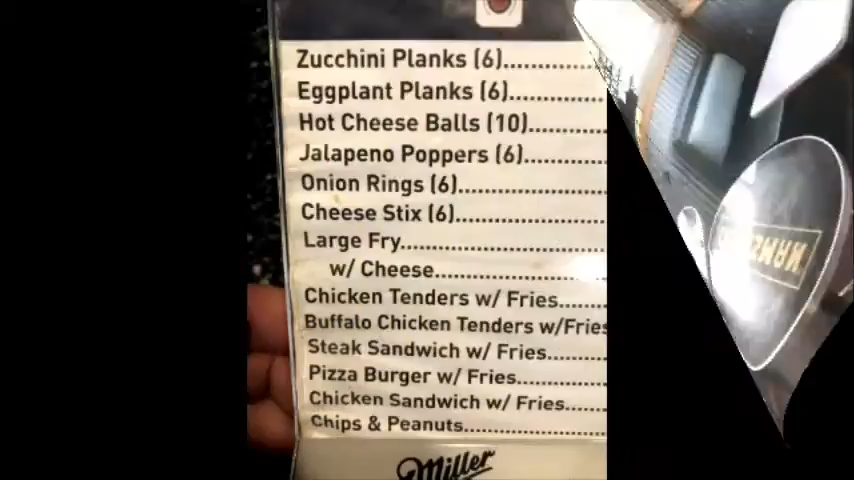 Zucchini Planks (6)..............
Eggplant Planks (6).............
Hot Cheese Balls (10)..........
Jalapeno Poppers (6)...........
Onion Rings (6)......................
Cheese Stix (6)......................
Large Fry...............................
w/ Cheese.........................
Chicken Tenders w/ Fries.......
Buffalo Chicken Tenders w/Fries
Steak Sandwich w/ Fries.........
Pizza Burger w/ Fries..............
Chicken Sandwich w/ Fries......
Chips & Peanuts.....................
Miller